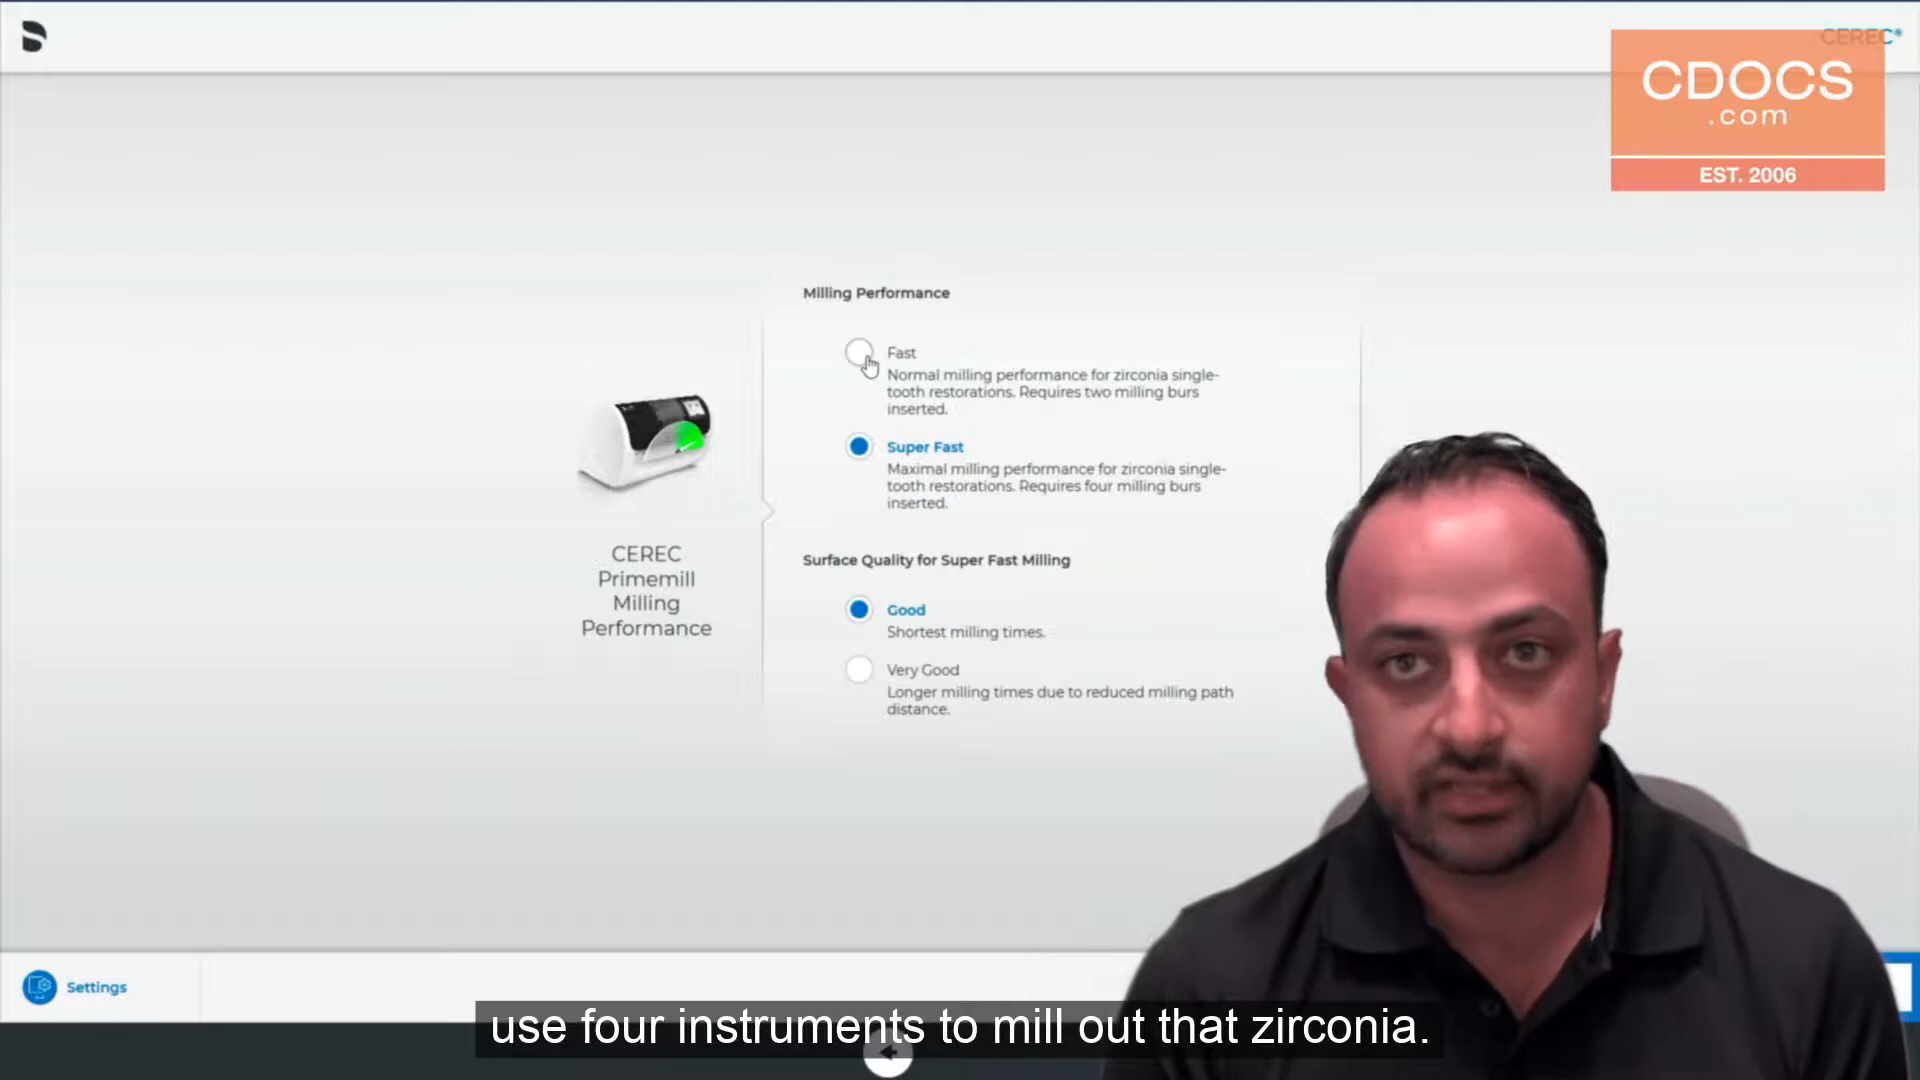 CEREC®
CDOCS
.com
EST. 2006
Milling Performance
Fast
Normal milling performance for zirconia single-
tooth restorations. Requires two milling burs
inserted.
Super Fast
Maximal milling performance for zirconia single-
tooth restorations. Requires four milling burs
inserted.
CEREC
Primemill
Milling
Performance
Surface Quality for Super Fast Milling
Good
Shortest milling times.
Very Good
Longer milling times due to reduced milling path
distance.
Settings
use four instruments to mill out that zirconia.